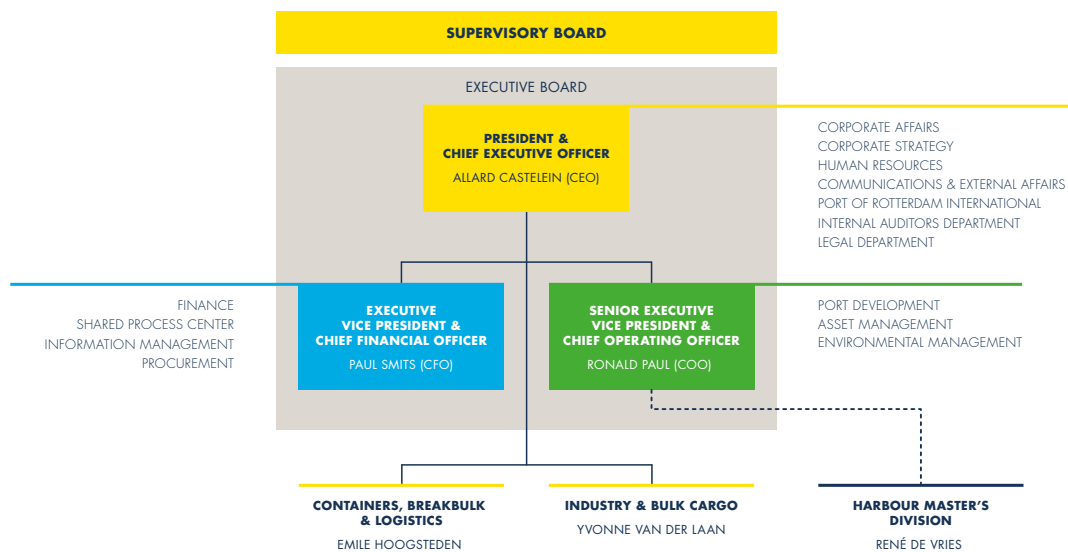 SUPERVISORY BOARD
EXECUTIVE BOARD
PRESIDENT &
CHIEF EXECUTIVE OFFICER
ALLARD CASTELEIN (CEO)
CORPORATE AFFAIRS
CORPORATE STRATEGY
HUMAN RESOURCES
COMMUNICATIONS & EXTERNAL AFFAIRS
PORT OF ROTTERDAM INTERNATIONAL
INTERNAL AUDITORS DEPARTMENT
LEGAL DEPARTMENT
FINANCE
SHARED PROCESS CENTER
INFORMATION MANAGEMENT
PROCUREMENT
EXECUTIVE
VICE PRESIDENT &
CHIEF FINANCIAL OFFICER
PAUL SMITS (CFO)
SENIOR EXECUTIVE
VICE PRESIDENT &
CHIEF OPERATING OFFICER
RONALD PAUL (COO)
PORT DEVELOPMENT
ASSET MANAGEMENT
ENVIRONMENTAL MANAGEMENT
CONTAINERS, BREAKBULK
& LOGISTICS
EMILE HOOGSTEDEN
INDUSTRY & BULK CARGO
YVONNE VAN DER LAAN
HARBOUR MASTER'S
DIVISION
RENÉ DE VRIES